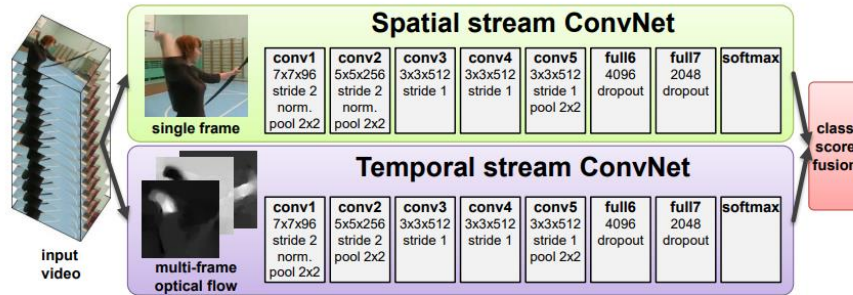 Spatial stream ConvNet
conv1
7x7x96
stride 2
norm.
pool 2x2
conv2
5x5x256
stride 2
norm.
pool 2x2
conv3
3x3x512
stride 1
conv4
3x3x512
stride 1
conv5
3x3x512
stride 1
pool 2x2
full6
4096
dropout
full7
2048
dropout
softmax
single frame
Temporal stream ConvNet
conv1
7x7x96
stride 2
norm.
pool 2x2
conv2
5x5x256
stride 2
pool 2x2
conv3
3x3x512
stride 1
conv4
3x3x512
stride 1
conv5
3x3x512
stride 1
pool 2x2
full6
4096
dropout
full7
2048
dropout
softmax
multi-frame
optical flow
input
video
class
score
fusion